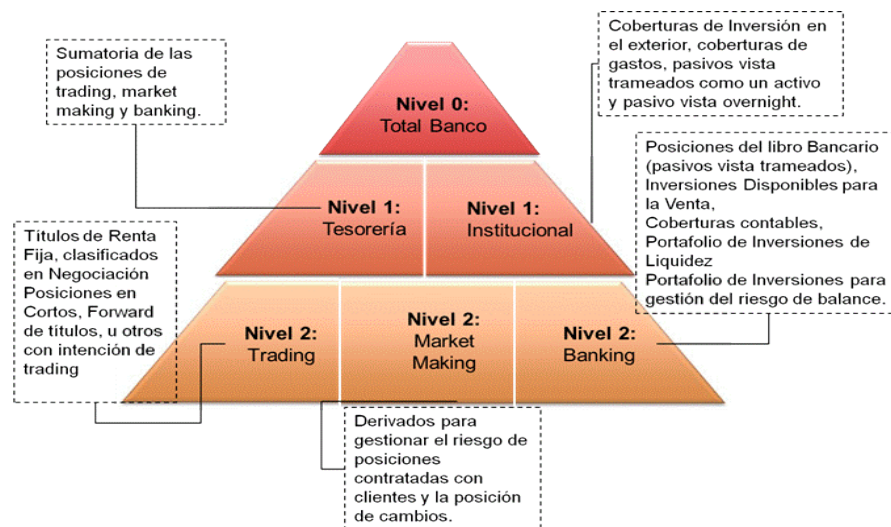 Sumatoria de las
posiciones de
trading, market
making y banking.
Coberturas de Inversión en
el exterior, coberturas de
gastos, pasivos vista
trameados como un activo
y pasivo vista overnight.
Nivel 0:
Total Banco
Nivel 1:
Tesorería
Nivel 1:
Institucional
Posiciones del libro Bancario
(pasivos vista trameados),
Inversiones Disponibles para
la Venta,
Coberturas contables,
Portafolio de Inversiones de
Liquidez
Portafolio de Inversiones para
gestión del riesgo de balance.
Títulos de Renta
Fija, clasificados
en Negociación
Posiciones en
Cortos, Forward
de títulos, u otros
con intención de
trading
Nivel 2:
Trading
Nivel 2:
Market
Making
Nivel 2:
Banking
Derivados para
gestionar el riesgo de
posiciones
contratadas con
clientes y la posición
de cambios.